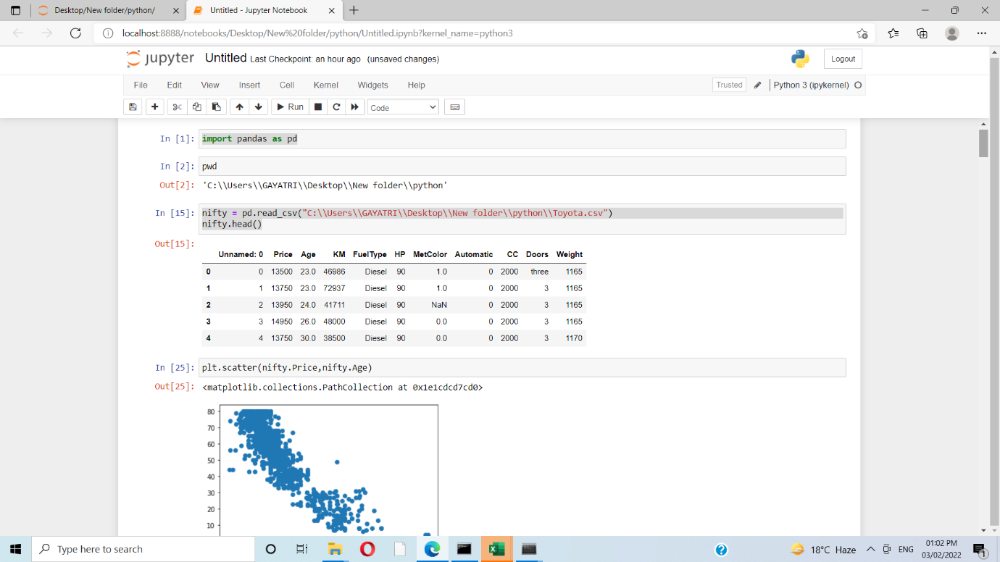 Desktop/New folder/python/
Untitled - Jupyter Notebook
localhost:8888/notebooks/Desktop/New%20folder/python/Untitled.ipynb?kernel_name=python3
jupyter Untitled Last Checkpoint: an hour ago (unsaved changes)
Logout
File Edit View Insert Cell Kernel Widgets Help
Trusted Python 3 (ipykernel)
Run Code
In [1]: import pandas as pd
In [2]: pwd
Out[2]: 'C:\\Users\\GAYATRI\\Desktop\\New folder\\python'
In [15]: nifty = pd.read_csv("C:\\Users\\GAYATRI\\Desktop\\New folder\\python\\Toyota.csv")
nifty.head()
Out[15]:
Unnamed: 0 Price Age KM FuelType HP MetColor Automatic CC Doors Weight
0 0 13500 23.0 46986 Diesel 90 1.0 0 2000 three 1165
1 1 13750 23.0 72937 Diesel 90 1.0 0 2000 3 1165
2 2 13950 24.0 41711 Diesel 90 NaN 0 2000 3 1165
3 3 14950 26.0 48000 Diesel 90 0.0 0 2000 3 1165
4 4 13750 30.0 38500 Diesel 90 0.0 0 2000 3 1170
In [25]: plt.scatter(nifty.Price,nifty.Age)
Out[25]: <matplotlib.collections.PathCollection at 0x1e1cdcd7cd0>
80
70
60
50
40
30
20
10
Type here to search
18°C Haze
ENG
01:02 PM
03/02/2022
1